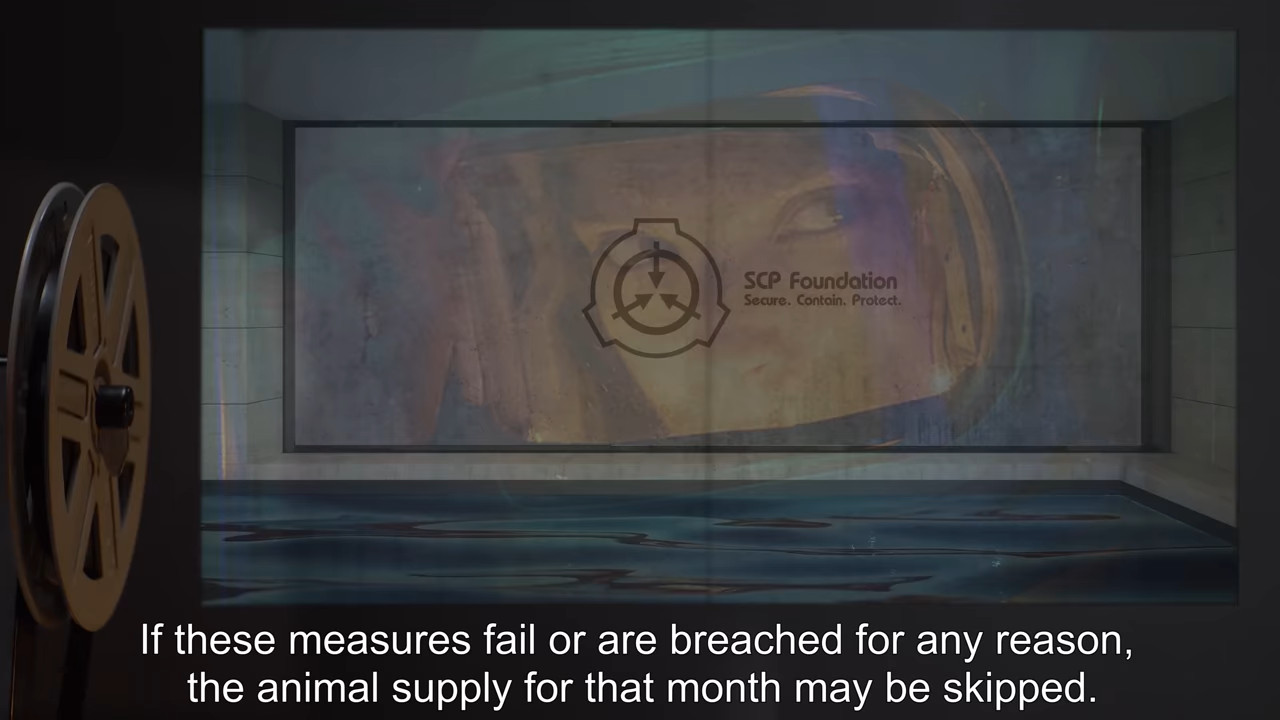 SCP Foundation
Secure. Contain. Protect.
If these measures fail or are breached for any reason,
the animal supply for that month may be skipped.